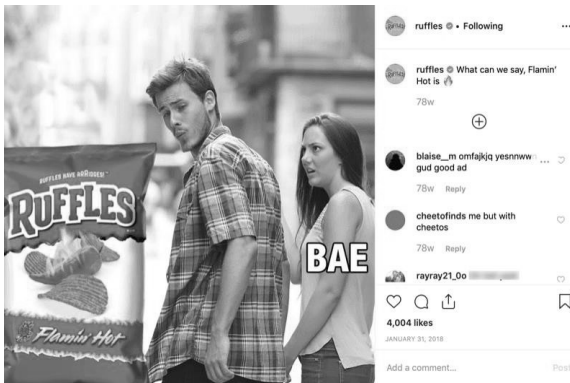 RUFFLES HAVE RRRIDGES!
RUFFLES
Flamin' Hot
BAE
ruffles • Following
ruffles What can we say, Flamin'
Hot is 🔥
78w
blaise__m omfajkjq yesnnww
gud good ad
78w Reply
cheetofinds me but with
cheetos
78w Reply
rayray21_0o
4,004 likes
JANUARY 31, 2018
Add a comment...
Post